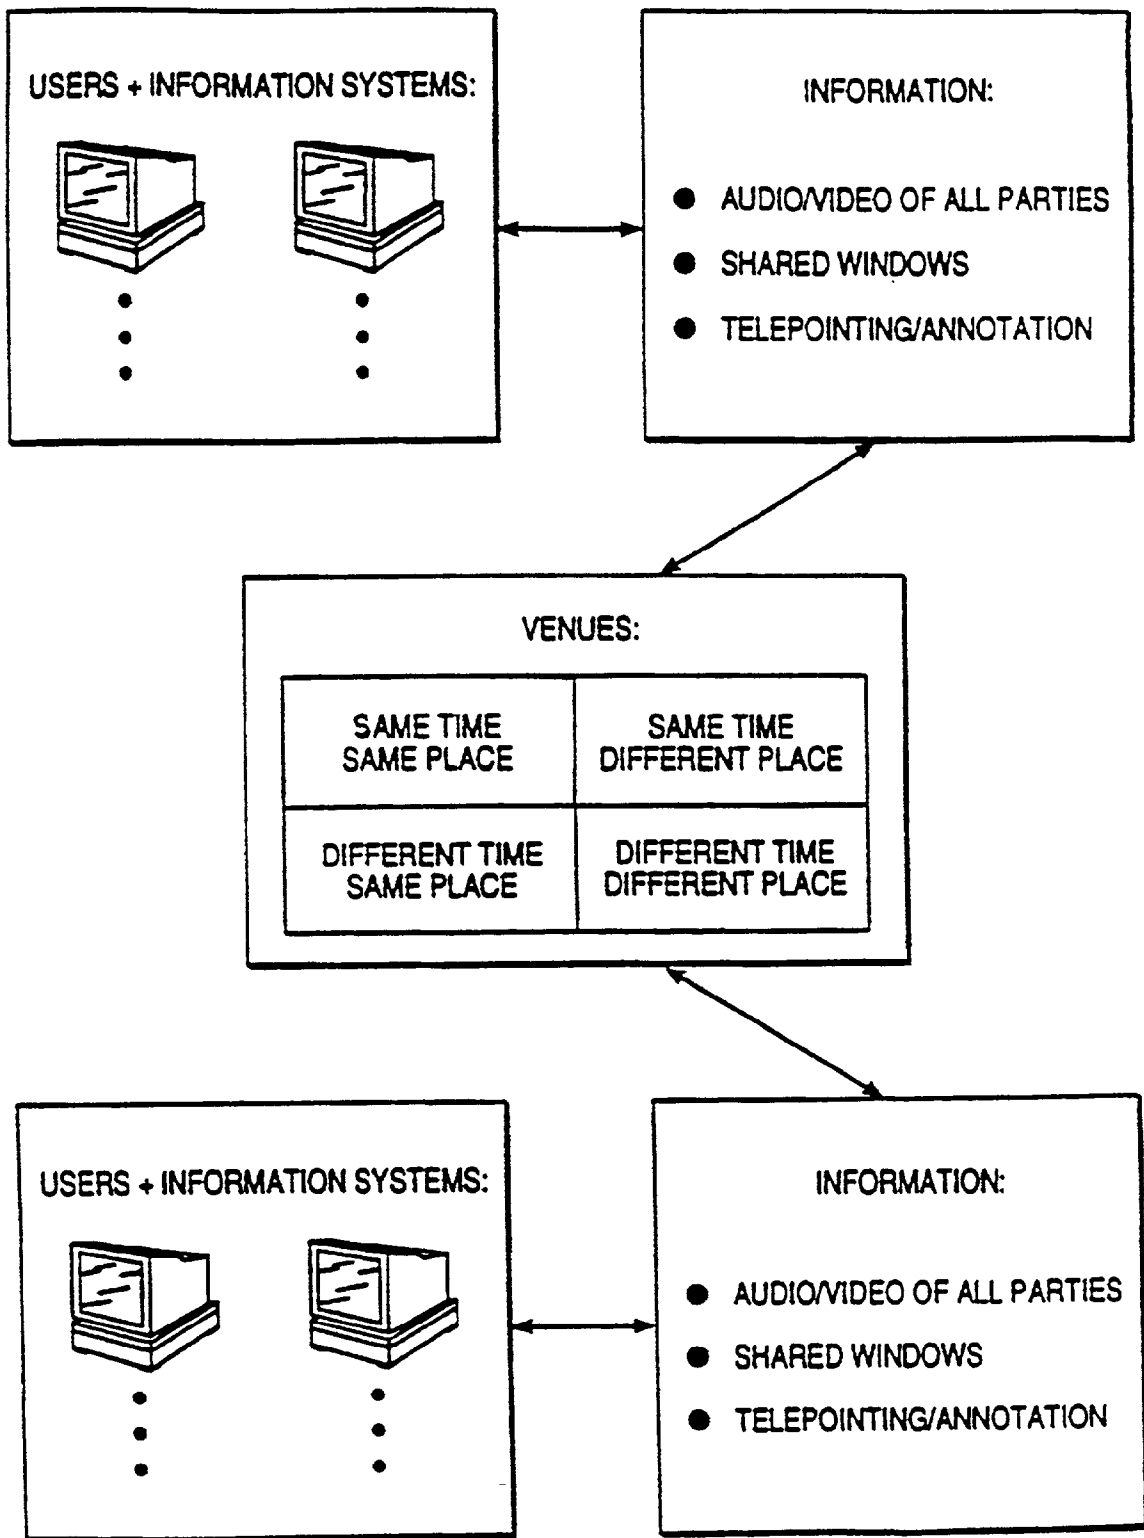 USERS + INFORMATION SYSTEMS:
INFORMATION:
● AUDIO/VIDEO OF ALL PARTIES
● SHARED WINDOWS
● TELEPOINTING/ANNOTATION
VENUES:
SAME TIME
SAME PLACE
SAME TIME
DIFFERENT PLACE
DIFFERENT TIME
SAME PLACE
DIFFERENT TIME
DIFFERENT PLACE
USERS + INFORMATION SYSTEMS:
INFORMATION:
● AUDIO/VIDEO OF ALL PARTIES
● SHARED WINDOWS
● TELEPOINTING/ANNOTATION